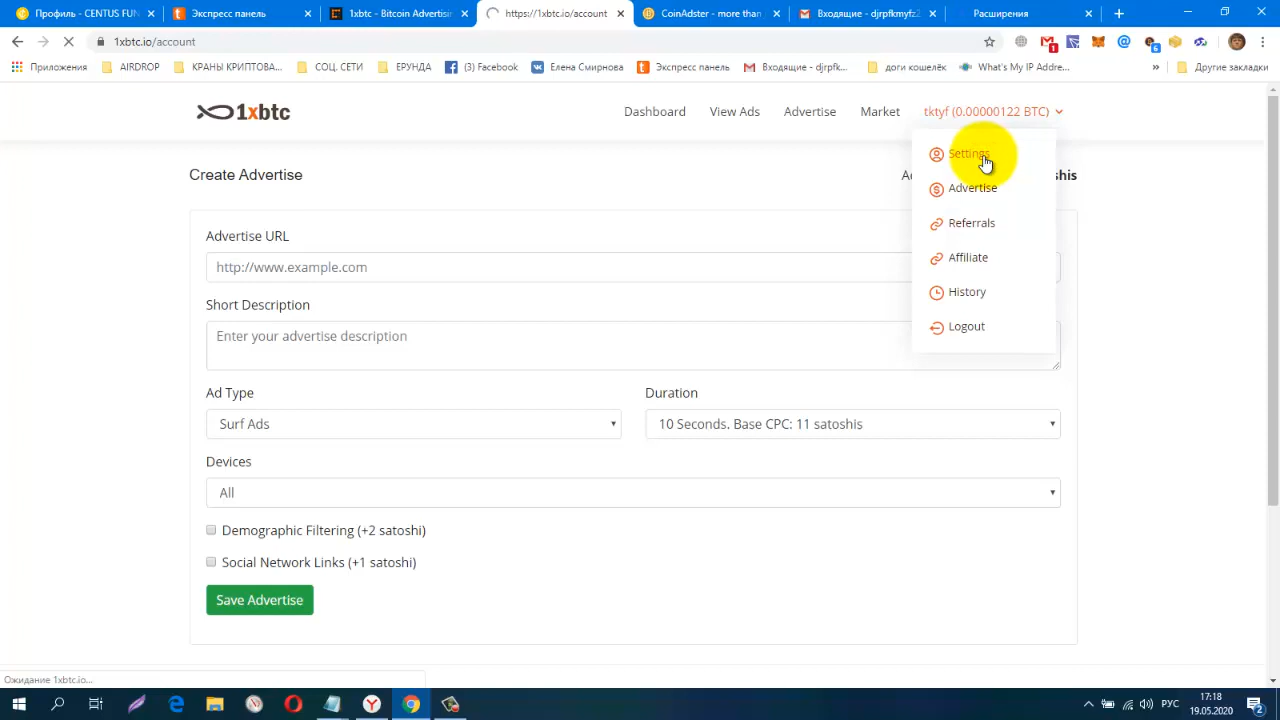 Профиль - CENTUS FUN
Экспресс панель
1xbtc - Bitcoin Advertisin
https://1xbtc.io/account
CoinAdster - more than
Входящие - djrpfkmyfz2
Расширения
1xbtc.io/account
1
6
Приложения
AIRDROP
КРАНЫ КРИПТОВА...
СОЦ. СЕТИ
ЕРУНДА
(3) Facebook
Елена Смирнова
Экспресс панель
Входящие - djrpfk...
доги кошелёк
What's My IP Addre...
»
Другие закладки
1xbtc
Dashboard
View Ads
Advertise
Market
tktyf (0.00000122 BTC)
Settings
Advertise
Referrals
Affiliate
History
Logout
Create Advertise
Advertise URL
http://www.example.com
Short Description
Enter your advertise description
Ad Type
Duration
Surf Ads
10 Seconds. Base CPC: 11 satoshis
Devices
All
Demographic Filtering (+2 satoshi)
Social Network Links (+1 satoshi)
Save Advertise
Ожидание 1xbtc.io...
РУС
17:18
19.05.2020
2